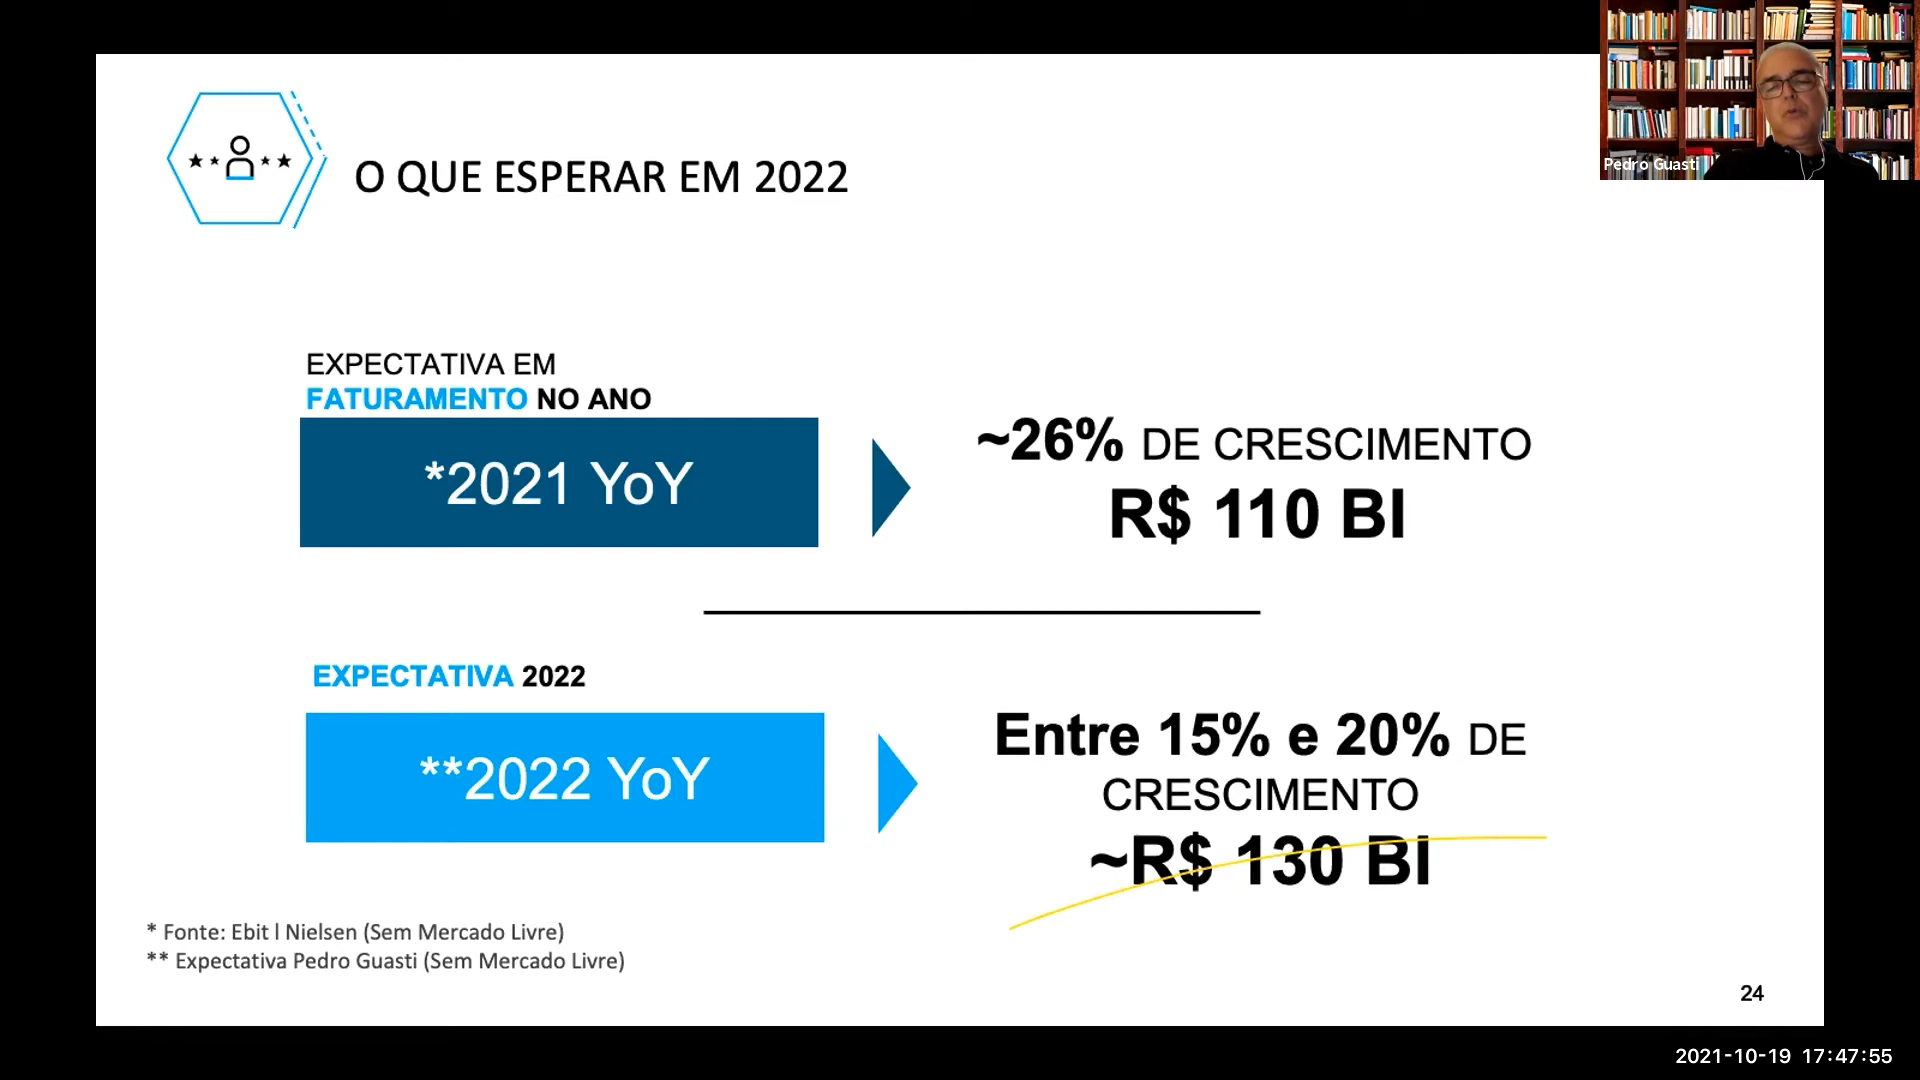 Pedro Guasti
O QUE ESPERAR EM 2022
EXPECTATIVA EM
FATURAMENTO NO ANO
*2021 YoY
~26% DE CRESCIMENTO
R$ 110 BI
EXPECTATIVA 2022
**2022 YoY
Entre 15% e 20% DE
CRESCIMENTO
~R$ 130 BI
* Fonte: Ebit l Nielsen (Sem Mercado Livre)
** Expectativa Pedro Guasti (Sem Mercado Livre)
24
2021-10-19 17:47:55